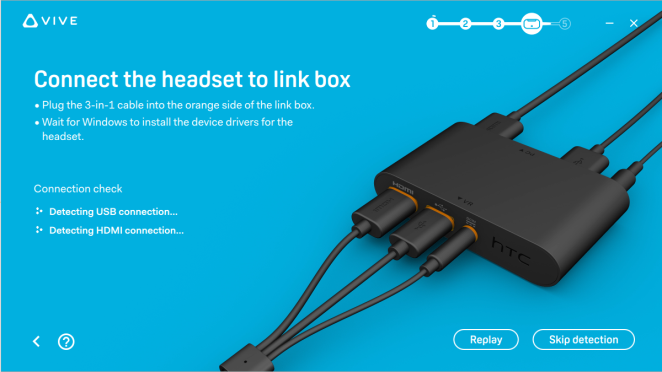 VIVE
1 2 3 5
Connect the headset to link box
• Plug the 3-in-1 cable into the orange side of the link box.
• Wait for Windows to install the device drivers for the
headset.
Connection check
Detecting USB connection...
Detecting HDMI connection...
HDMI
hTC
?
Replay
Skip detection